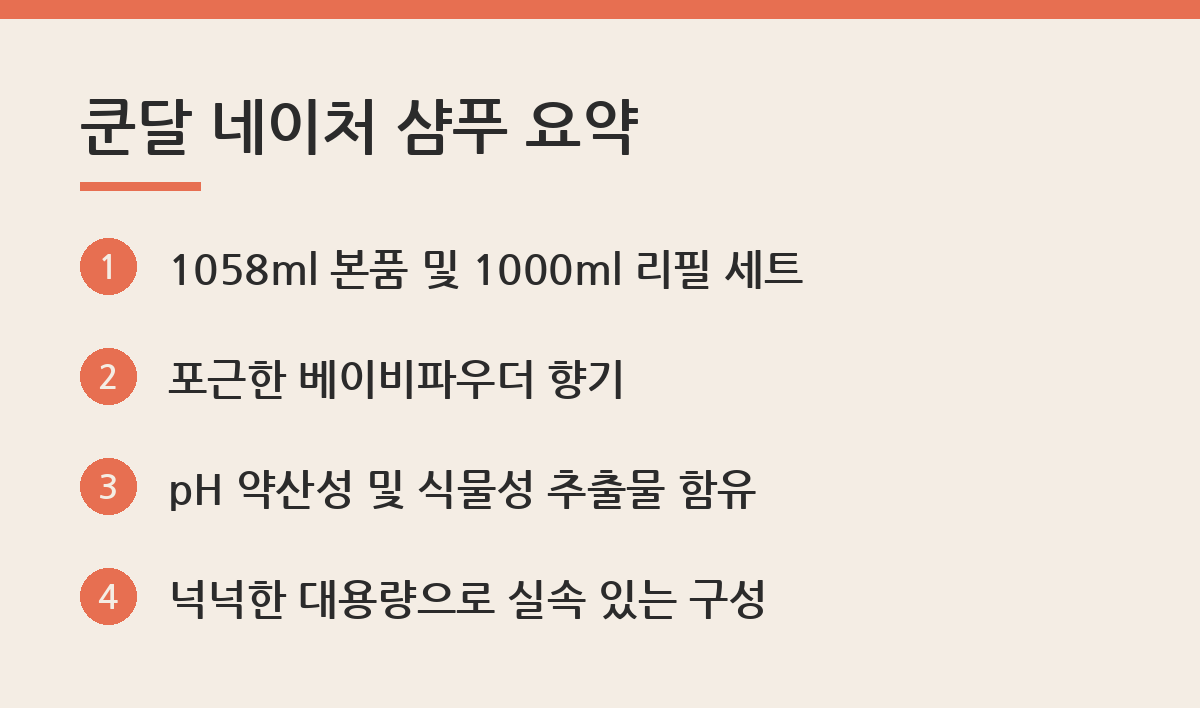 쿤달 네이처 샴푸 요약
1 1058ml 본품 및 1000ml 리필 세트
2 포근한 베이비파우더 향기
3 pH 약산성 및 식물성 추출물 함유
4 넉넉한 대용량으로 실속 있는 구성